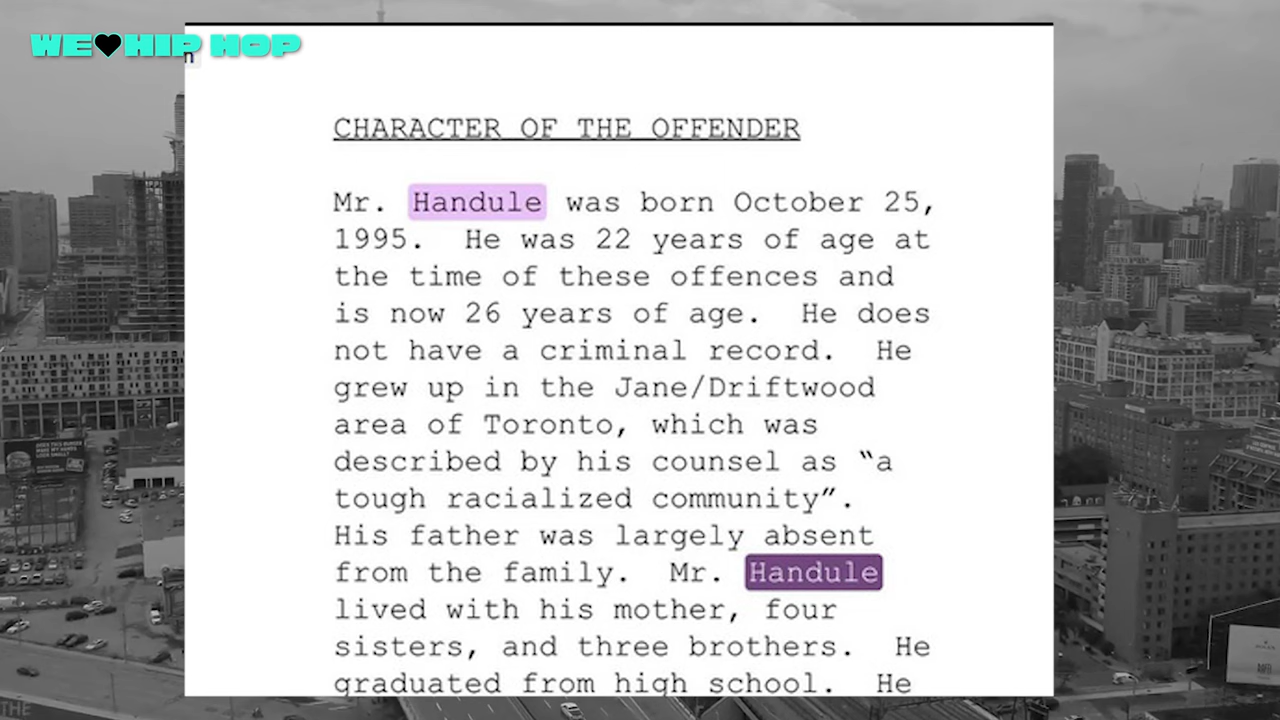 WE HIP HOP
n
CHARACTER OF THE OFFENDER
Mr. Handule was born October 25,
1995. He was 22 years of age at
the time of these offences and
is now 26 years of age. He does
not have a criminal record. He
grew up in the Jane/Driftwood
area of Toronto, which was
described by his counsel as “a
tough racialized community”.
His father was largely absent
from the family. Mr. Handule
lived with his mother, four
sisters, and three brothers. He
graduated from high school. He
THE